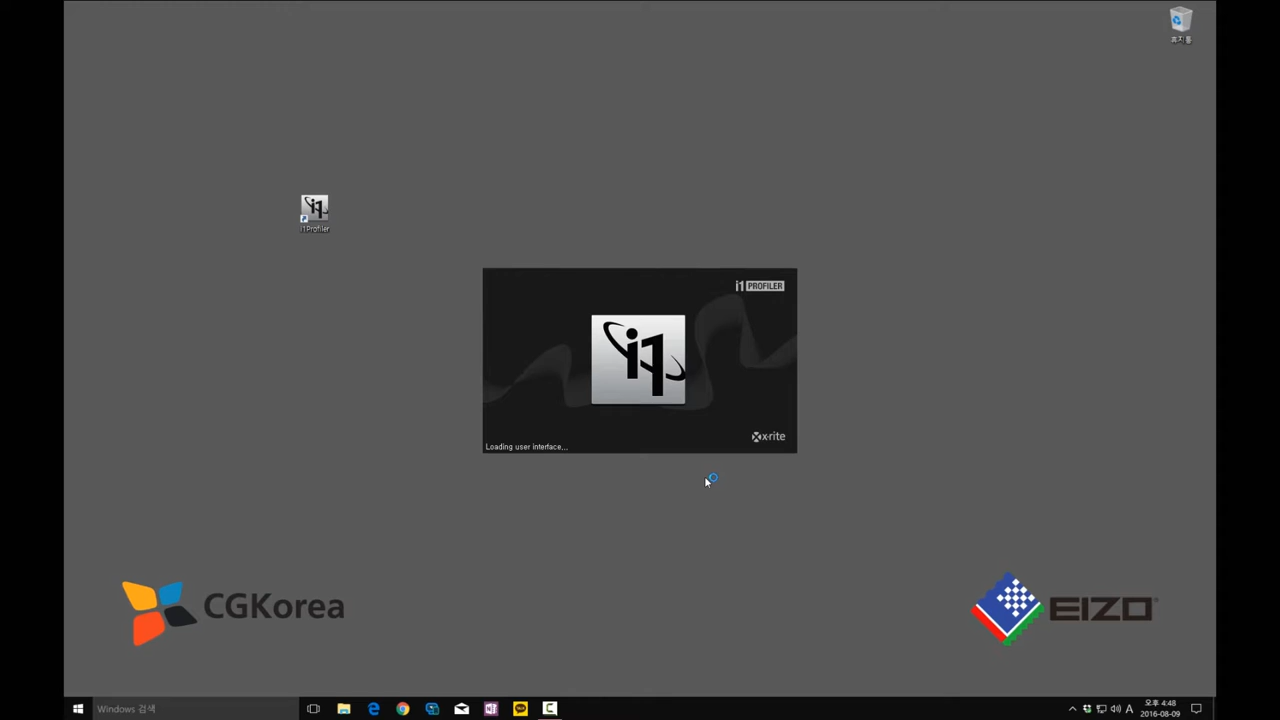 휴지통
i1Profiler
i1 PROFILER
i1
Loading user interface...
x-rite
CGKorea
EIZO
Windows 검색
A
오후 4:48
2016-08-09